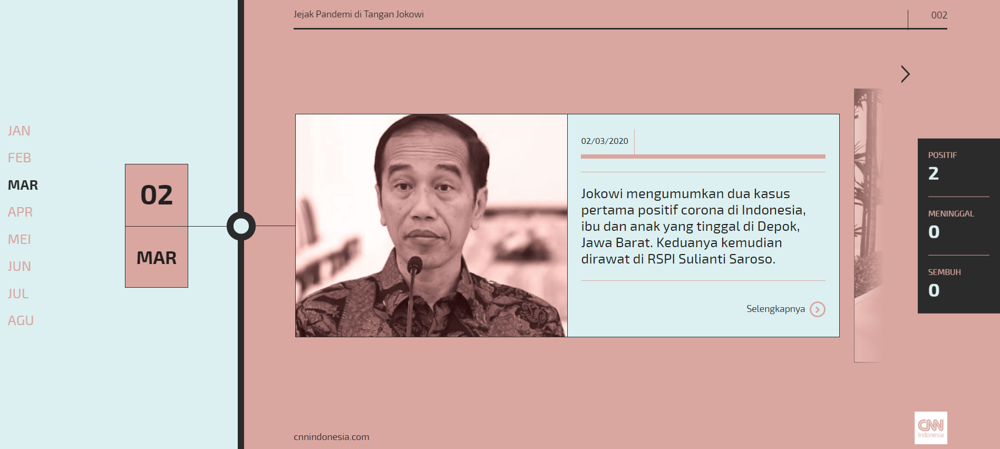 Jejak Pandemi di Tangan Jokowi
002
JAN
FEB
MAR
APR
MEI
JUN
JUL
AGU
02
MAR
02/03/2020
Jokowi mengumumkan dua kasus
pertama positif corona di Indonesia,
ibu dan anak yang tinggal di Depok,
Jawa Barat. Keduanya kemudian
dirawat di RSPI Sulianti Saroso.
Selengkapnya
POSITIF
2
MENINGGAL
0
SEMBUH
0
cnnindonesia.com
CNN
Indonesia